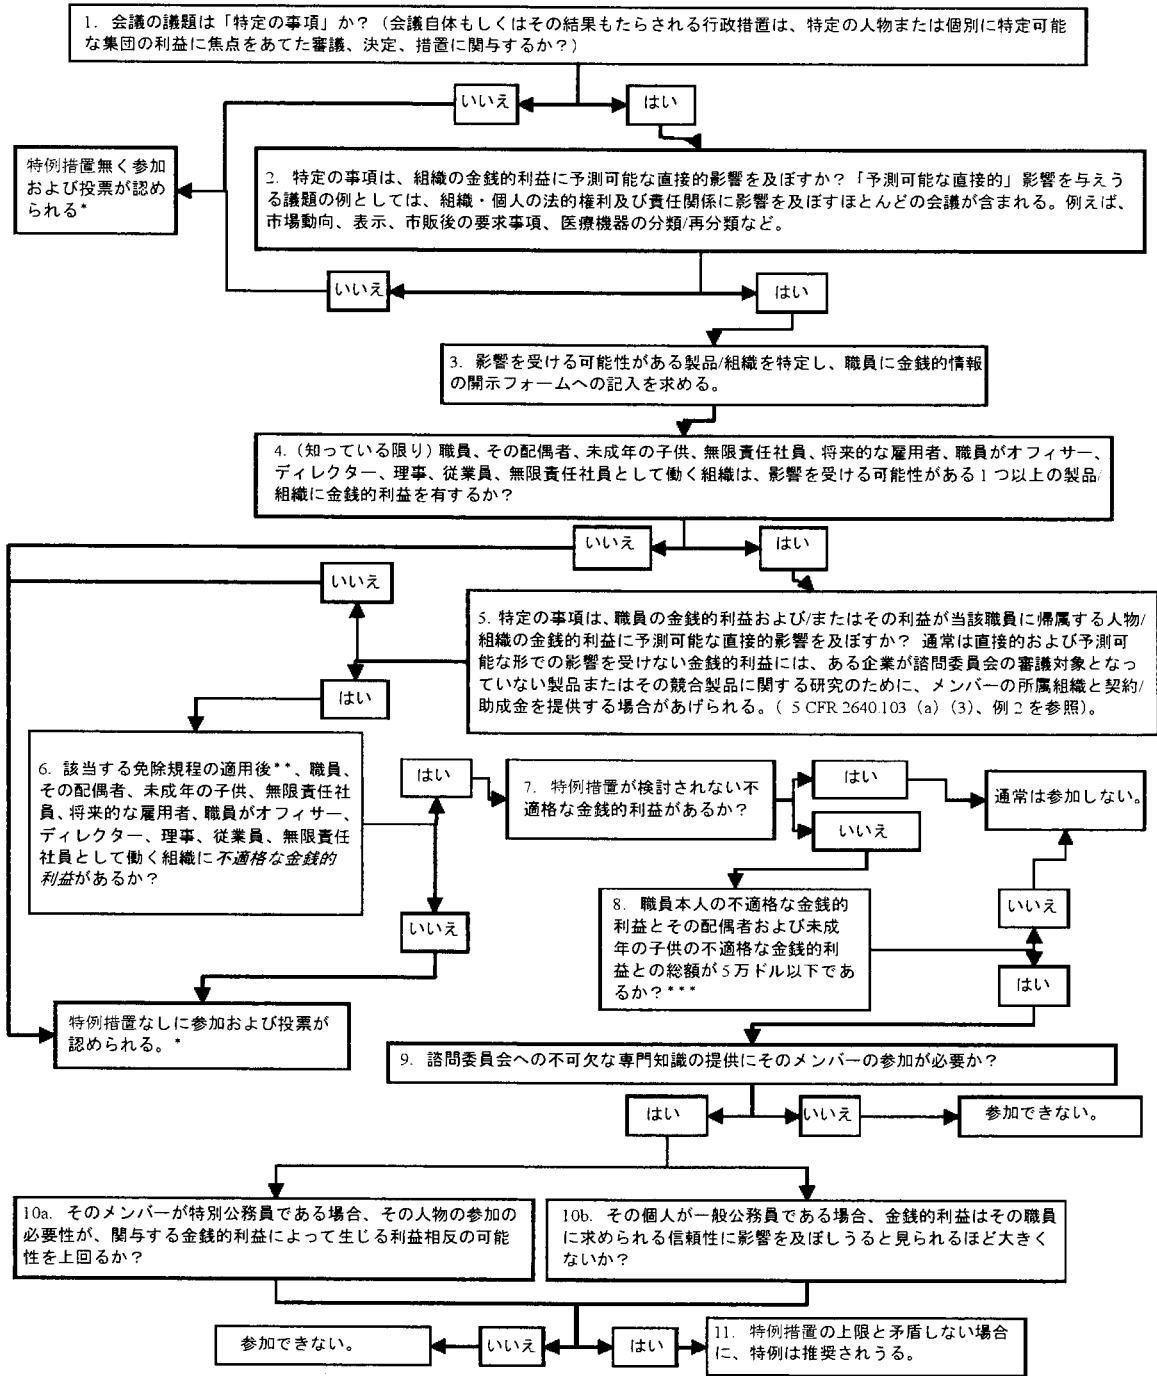 1. 会議の議題は「特定の事項」か？（会議自体もしくはその結果もたらされる行政措置は、特定の人物または個別に特定可能
な集団の利益に焦点をあてた審議、決定、措置に関与するか？）
いいえ
はい
特例措置無く参加
および投票が認め
られる*
2. 特定の事項は、組織の金銭的利益に予測可能な直接的影響を及ぼすか？「予測可能な直接的」影響を与えう
る議題の例としては、組織・個人の法的権利及び責任関係に影響を及ぼすほとんどの会議が含まれる。例えば、
市場動向、表示、市販後の要求事項、医療機器の分類/再分類など。
いいえ
はい
3. 影響を受ける可能性がある製品/組織を特定し、職員に金銭的情報
の開示フォームへの記入を求める。
4.（知っている限り）職員、その配偶者、未成年の子供、無限責任社員、将来的な雇用者、職員がオフィサー、
ディレクター、理事、従業員、無限責任社員として働く組織は、影響を受ける可能性がある1つ以上の製品/
組織に金銭的利益を有するか？
いいえ
はい
いいえ
5. 特定の事項は、職員の金銭的利益および/またはその利益が当該職員に帰属する人物/
組織の金銭的利益に予測可能な直接的影響を及ぼすか？ 通常は直接的および予測可
能な形での影響を受けない金銭的利益には、ある企業が諮問委員会の審議対象となっ
ていない製品またはその競合製品に関する研究のために、メンバーの所属組織と契約/
助成金を提供する場合があげられる。（ 5 CFR 2640.103 (a) (3)、例 2 を参照）。
はい
6. 該当する免除規程の適用後**、職員、
その配偶者、未成年の子供、無限責任社
員、将来的な雇用者、職員がオフィサー、
ディレクター、理事、従業員、無限責任
社員として働く組織に不適格な金銭的
利益があるか？
はい
7. 特例措置が検討されない不
適格な金銭的利益があるか？
はい
いいえ
通常は参加しない。
いいえ
8. 職員本人の不適格な金銭的
利益とその配偶者および未成
年の子供の不適格な金銭的利
益との総額が5万ドル以下であ
るか？***
いいえ
はい
特例措置なしに参加および投票が
認められる。*
9. 諮問委員会への不可欠な専門知識の提供にそのメンバーの参加が必要か？
はい
いいえ
参加できない。
10a. そのメンバーが特別公務員である場合、その人物の参加の
必要性が、関与する金銭的利益によって生じる利益相反の可能
性を上回るか？
10b. その個人が一般公務員である場合、金銭的利益はその職員
に求められる信頼性に影響を及ぼしうると見られるほど大きく
ないか？
参加できない。
いいえ
はい
11. 特例措置の上限と矛盾しない場合
に、特例は推奨されうる。